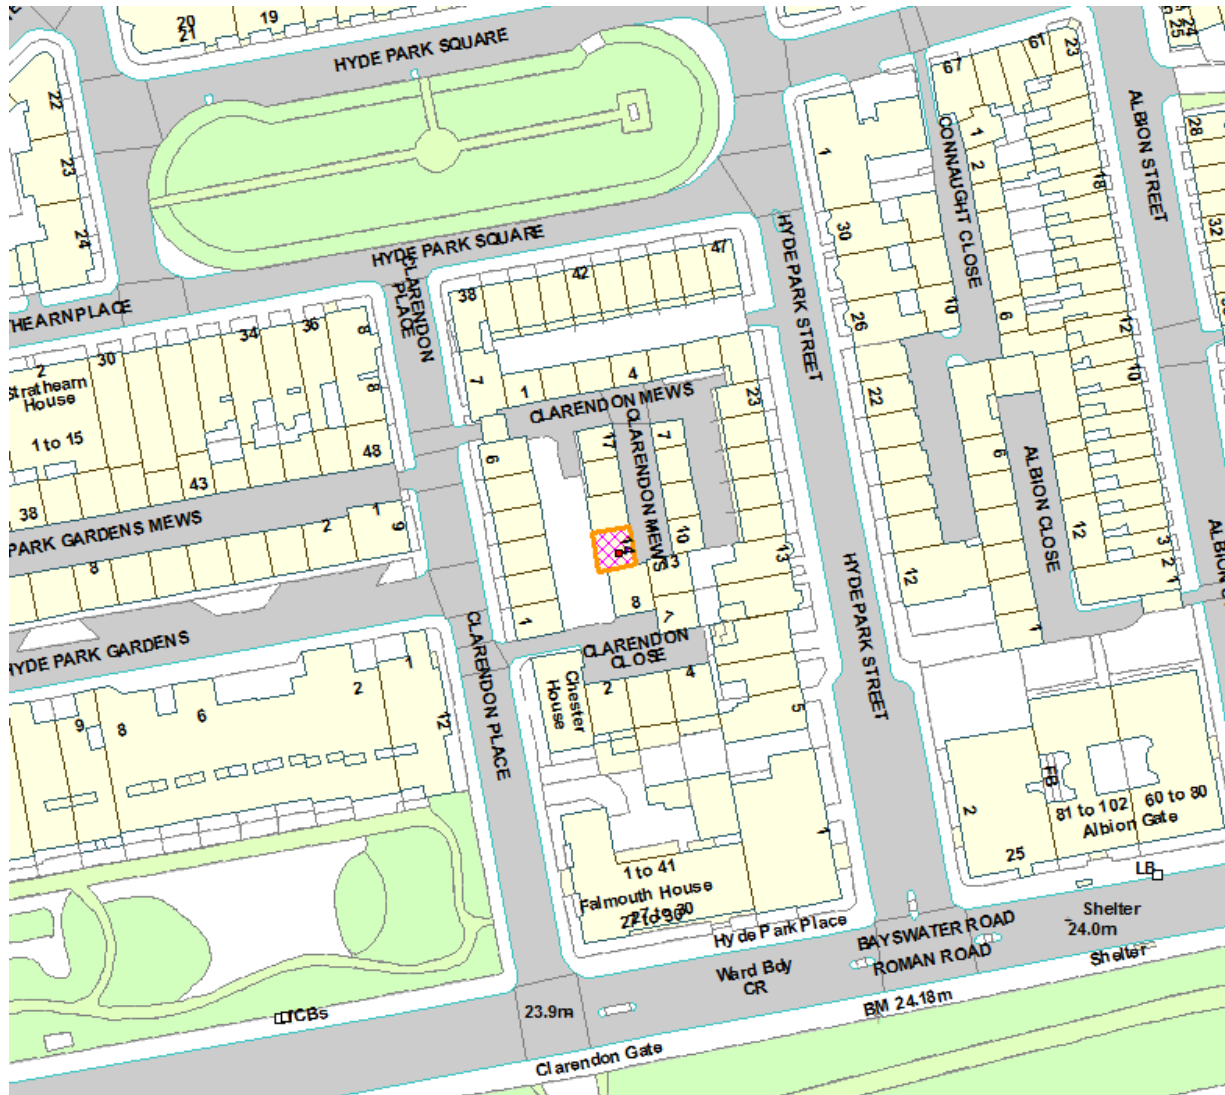 20
21
19
HYDE PARK SQUARE
61
23
67
24
25
22
23
24
1
CONNAUGHT CLOSE
1
2
ALBION STREET
28
18
32
30
HYDE PARK SQUARE
47
42
38
CLARENDON
PLACE
HYDE PARK STREET
26
10
6
12
10
THEARN PLACE
2
30
34
36
8
8
Strathearn
House
1 to 15
7
1
4
CLARENDON MEWS
23
22
43
48
38
PARK GARDENS MEWS
6
17
CLARENDON MEWS
7
6
ALBION CLOSE
12
8
2
1
9
14
10
13
13
HYDE PARK STREET
12
3
2
1
8
7
1
CLARENDON
CLOSE
1
HYDE PARK GARDENS
CLARENDON PLACE
Chester
House
2
4
5
9
8
6
2
1
12
2
FB
81 to 102
60 to 80
Albion Gate
25
1
1 to 41
Falmouth House
27 to 30
Hyde Park Place
BAYSWATER ROAD
ROMAN ROAD
LB
Shelter
24.0m
Shelter
Ward Bdy
CR
BM 24.18m
TCBs
23.9m
Clarendon Gate